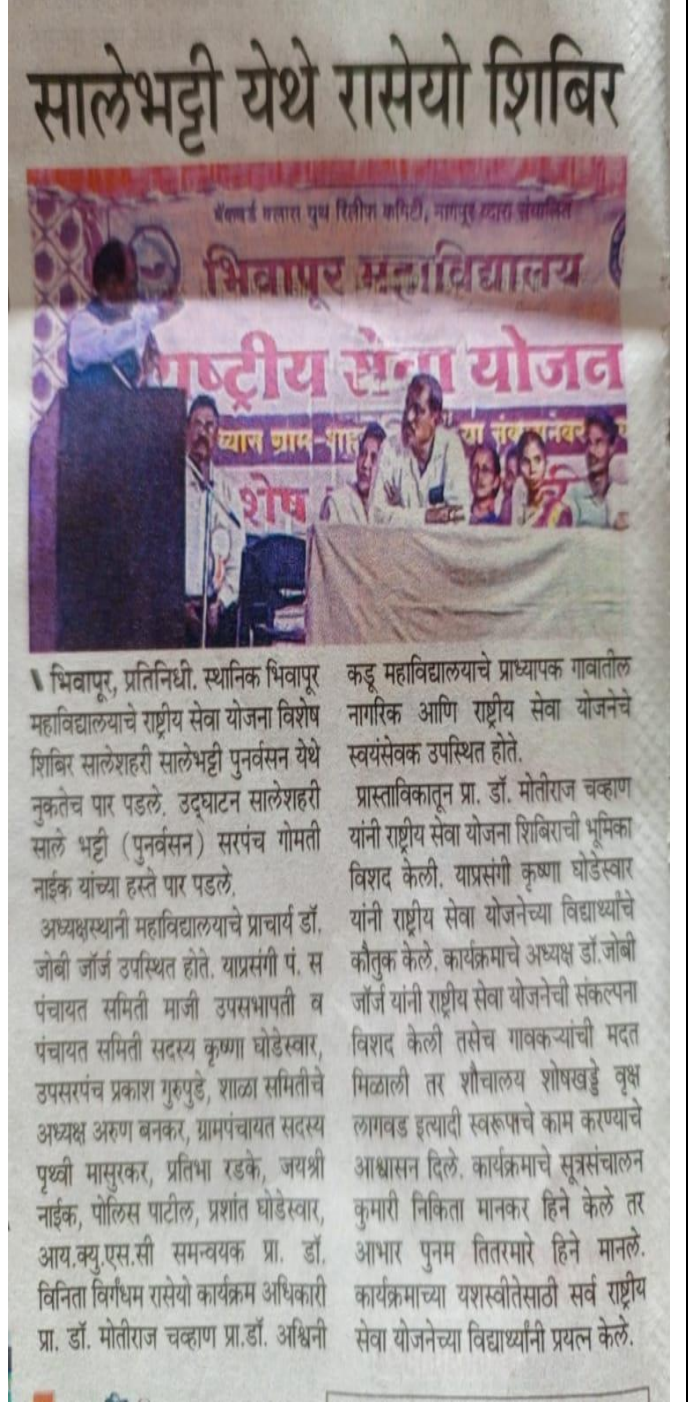 सालेभट्टी येथे रासेयो शिबिर
बॅकवर्ड क्लास युथ रिलीफ कमिटी, नागपूर द्वारा संचालित
भिवापूर महाविद्यालय
राष्ट्रीय सेवा योजन
शेष
भिवापूर, प्रतिनिधी. स्थानिक भिवापूर
महाविद्यालयाचे राष्ट्रीय सेवा योजना विशेष
शिबिर सालेशहरी सालेभट्टी पुनर्वसन येथे
नुकतेच पार पडले. उद्घाटन सालेशहरी
साले भट्टी (पुनर्वसन) सरपंच गोमती
नाईक यांच्या हस्ते पार पडले.
अध्यक्षस्थानी महाविद्यालयाचे प्राचार्य डॉ.
जोबी जॉर्ज उपस्थित होते. याप्रसंगी पं. स
पंचायत समिती माजी उपसभापती व
पंचायत समिती सदस्य कृष्णा घोडेस्वार,
उपसरपंच प्रकाश गुरुपुडे, शाळा समितीचे
अध्यक्ष अरुण बनकर, ग्रामपंचायत सदस्य
पृथ्वी मासुरकर, प्रतिभा रडके, जयश्री
नाईक, पोलिस पाटील, प्रशांत घोडेस्वार,
आय.क्यु.एस.सी समन्वयक प्रा. डॉ.
विनिता विर्गंधम रासेयो कार्यक्रम अधिकारी
प्रा. डॉ. मोतीराज चव्हाण प्रा.डॉ. अश्विनी
कडू महाविद्यालयाचे प्राध्यापक गावातील
नागरिक आणि राष्ट्रीय सेवा योजनेचे
स्वयंसेवक उपस्थित होते.
प्रास्ताविकातून प्रा. डॉ. मोतीराज चव्हाण
यांनी राष्ट्रीय सेवा योजना शिबिराची भूमिका
विशद केली. याप्रसंगी कृष्णा घोडेस्वार
यांनी राष्ट्रीय सेवा योजनेच्या विद्यार्थ्यांचे
कौतुक केले. कार्यक्रमाचे अध्यक्ष डॉ.जोबी
जॉर्ज यांनी राष्ट्रीय सेवा योजनेची संकल्पना
विशद केली तसेच गावकऱ्यांची मदत
मिळाली तर शौचालय शोषखड्डे वृक्ष
लागवड इत्यादी स्वरूपाचे काम करण्याचे
आश्वासन दिले. कार्यक्रमाचे सूत्रसंचालन
कुमारी निकिता मानकर हिने केले तर
आभार पुनम तितरमारे हिने मानले.
कार्यक्रमाच्या यशस्वीतेसाठी सर्व राष्ट्रीय
सेवा योजनेच्या विद्यार्थ्यांनी प्रयत्न केले.